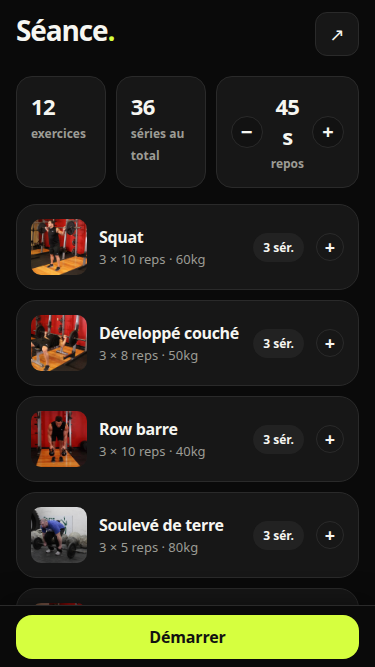 Séance.
↗
12
exercices
36
séries au
total
−
45
s
repos
+
Squat
3 × 10 reps · 60kg
3 sér.
+
Développé couché
3 × 8 reps · 50kg
3 sér.
+
Row barre
3 × 10 reps · 40kg
3 sér.
+
Soulevé de terre
3 × 5 reps · 80kg
3 sér.
+
Démarrer